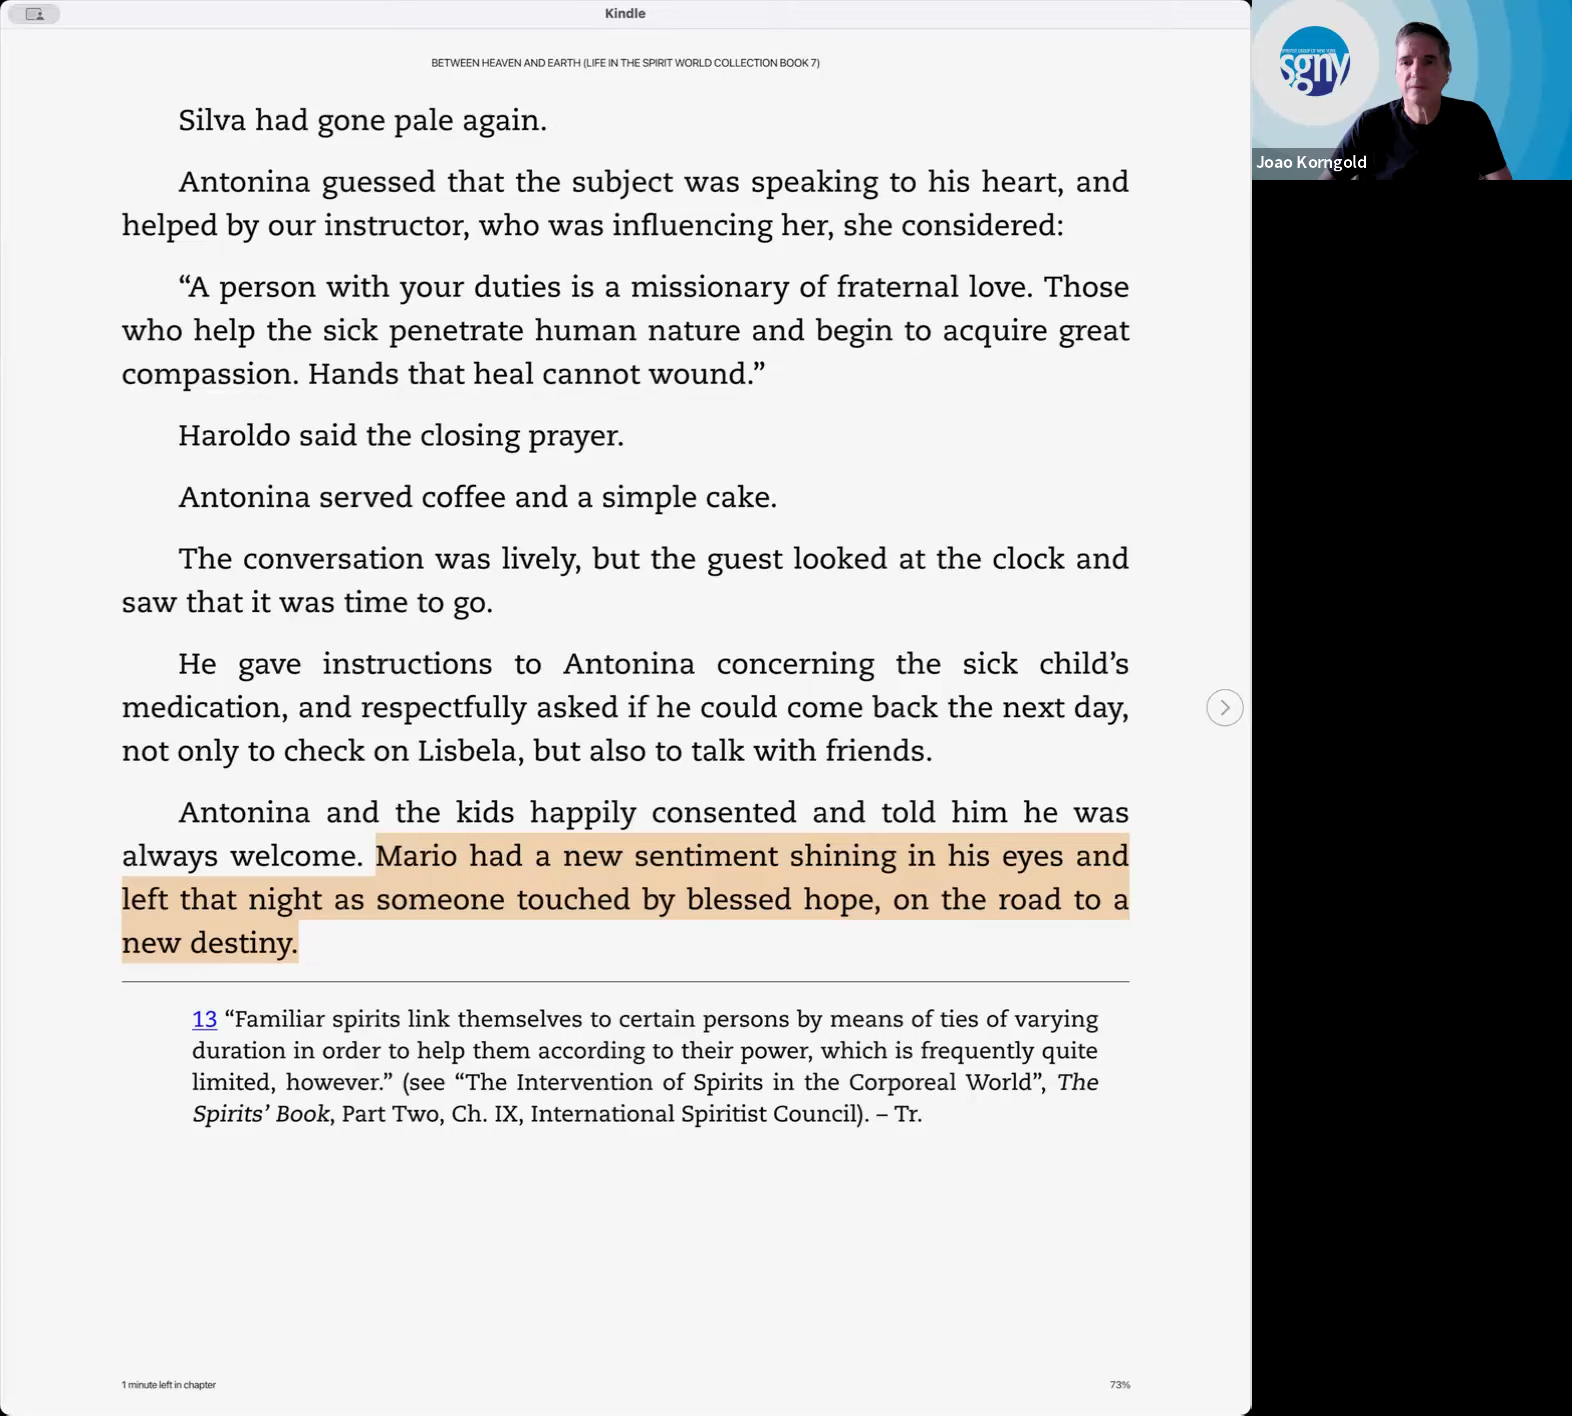 Kindle
BETWEEN HEAVEN AND EARTH (LIFE IN THE SPIRIT WORLD COLLECTION BOOK 7)
Silva had gone pale again.
Antonina guessed that the subject was speaking to his heart, and
helped by our instructor, who was influencing her, she considered:
“A person with your duties is a missionary of fraternal love. Those
who help the sick penetrate human nature and begin to acquire great
compassion. Hands that heal cannot wound.”
Haroldo said the closing prayer.
Antonina served coffee and a simple cake.
The conversation was lively, but the guest looked at the clock and
saw that it was time to go.
He gave instructions to Antonina concerning the sick child’s
medication, and respectfully asked if he could come back the next day,
not only to check on Lisbela, but also to talk with friends.
Antonina and the kids happily consented and told him he was
always welcome. Mario had a new sentiment shining in his eyes and
left that night as someone touched by blessed hope, on the road to a
new destiny.
13 “Familiar spirits link themselves to certain persons by means of ties of varying
duration in order to help them according to their power, which is frequently quite
limited, however.” (see “The Intervention of Spirits in the Corporeal World”, The
Spirits’ Book, Part Two, Ch. IX, International Spiritist Council). – Tr.
1 minute left in chapter
73%
SPIRITIST GROUP OF NEW YORK
sgny
Joao Korngold